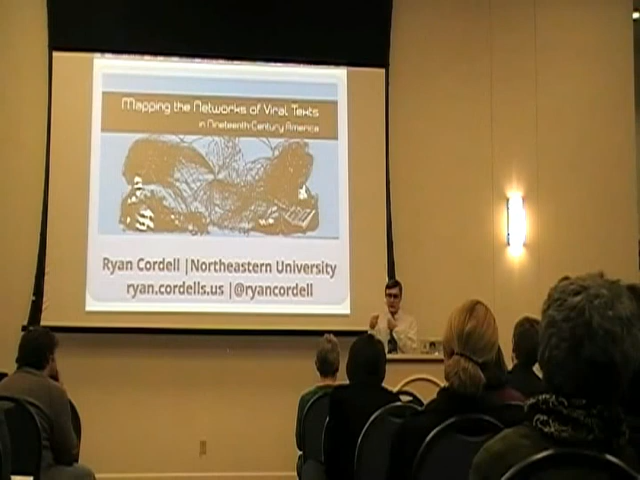 Mapping the Networks of Viral Texts
in Nineteenth-Century America
Ryan Cordell |Northeastern University
ryan.cordells.us |@ryancordell